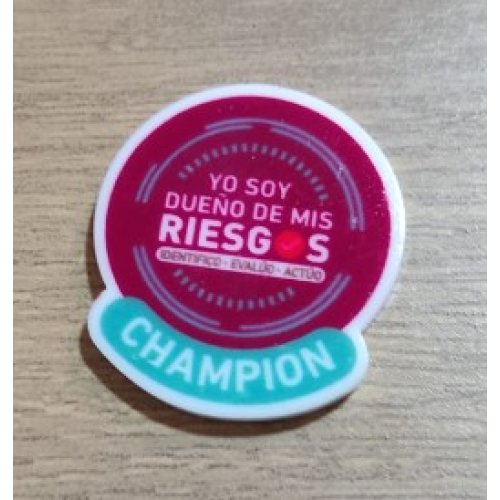 YO SOY
DUEÑO DE MIS
RIESGOS
IDENTIFICO - EVALÚO - ACTÚO
CHAMPION